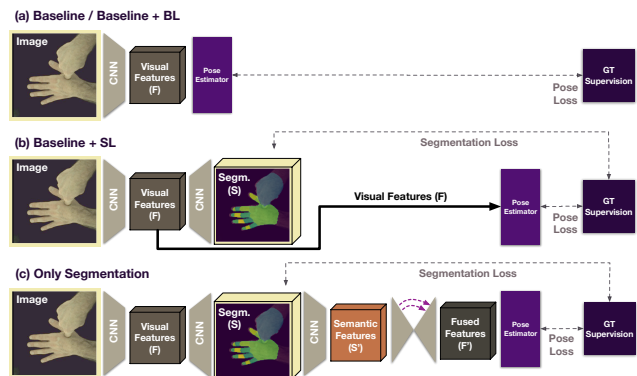 (a) Baseline / Baseline + BL
Image
CNN
Visual
Features
(F)
Pose
Estimator
Pose
Loss
GT
Supervision
(b) Baseline + SL
Segmentation Loss
Image
CNN
Visual
Features
(F)
CNN
Segm.
(S)
Visual Features (F)
Pose
Estimator
Pose
Loss
GT
Supervision
(c) Only Segmentation
Segmentation Loss
Image
CNN
Visual
Features
(F)
CNN
Segm.
(S)
CNN
Semantic
Features
(S')
Fused
Features
(F')
Pose
Estimator
Pose
Loss
GT
Supervision